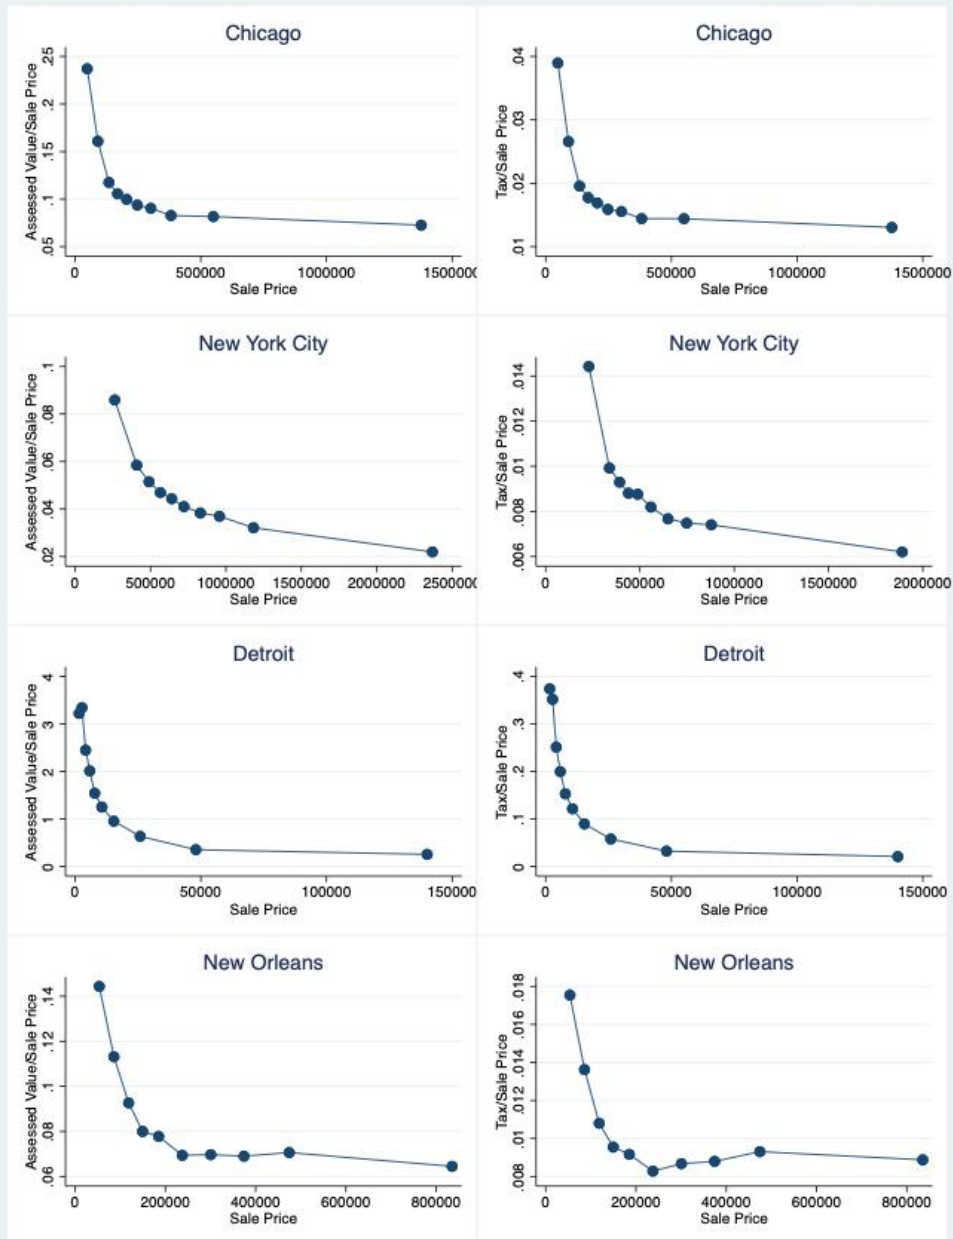 Chicago
Assessed Value/Sale Price
.25
.2
.15
.1
.05
0 500000 1000000 1500000
Sale Price
Chicago
Tax/Sale Price
.04
.03
.02
.01
0 500000 1000000 1500000
Sale Price
New York City
Assessed Value/Sale Price
.1
.08
.06
.04
.02
0 500000 1000000 1500000 2000000 2500000
Sale Price
New York City
Tax/Sale Price
.014
.012
.01
.008
.006
0 500000 1000000 1500000 2000000
Sale Price
Detroit
Assessed Value/Sale Price
4
3
2
1
0
0 50000 100000 150000
Sale Price
Detroit
Tax/Sale Price
.4
.3
.2
.1
0
0 50000 100000 150000
Sale Price
New Orleans
Assessed Value/Sale Price
.14
.12
.1
.08
.06
0 200000 400000 600000 800000
Sale Price
New Orleans
Tax/Sale Price
.018
.016
.014
.012
.01
.008
0 200000 400000 600000 800000
Sale Price